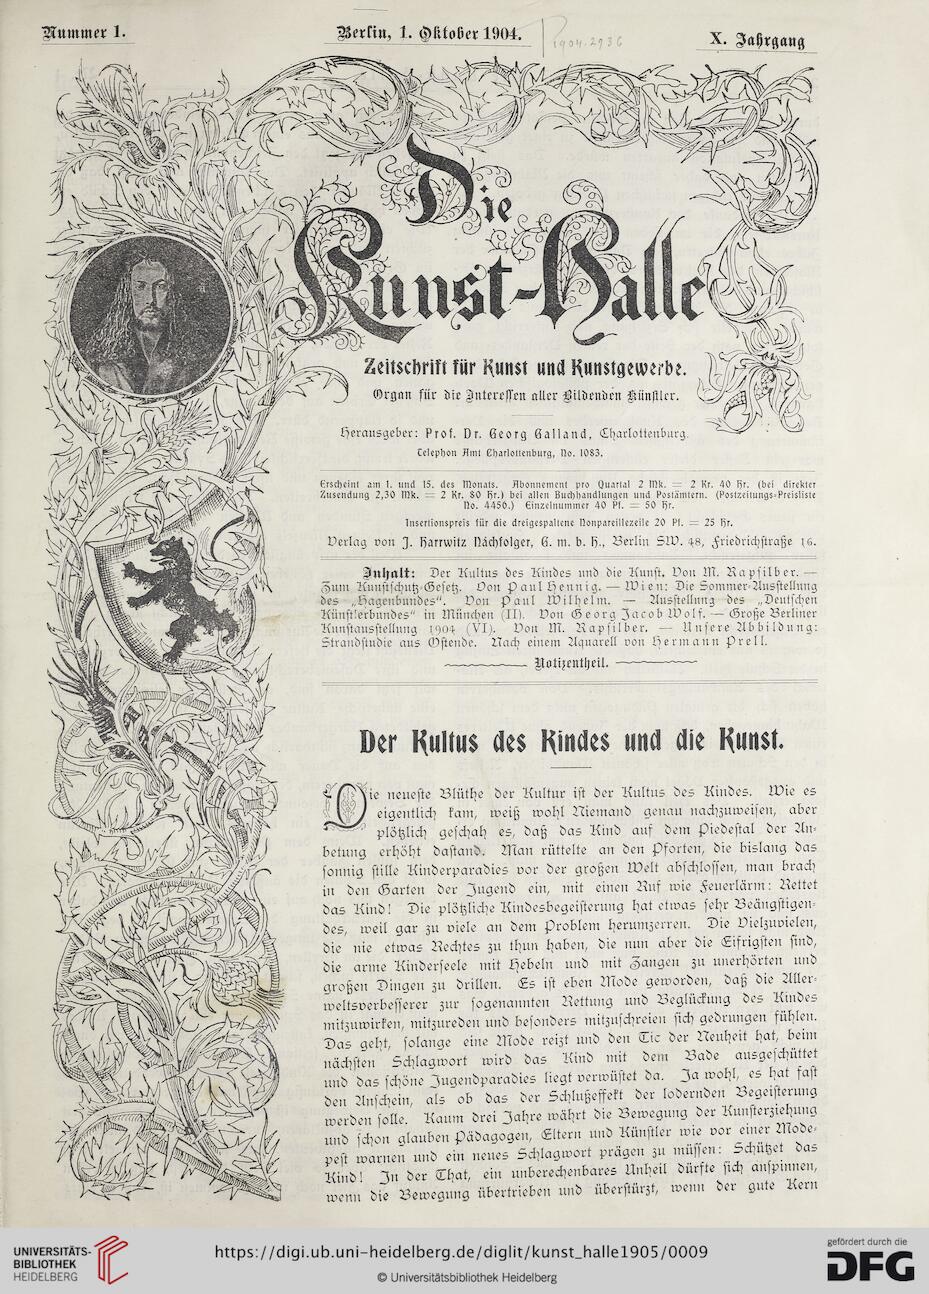 Nummer 1.
Berlin, 1. Oktober 1904.
1904.2936
X. Jahrgang
Die
Kunst-Halle
Zeitschrift für Kunst und Kunstgewerbe.
Organ für die Interessen aller Bildenden Künstler.
Herausgeber: Prof. Dr. Georg Galland, Charlottenburg.
Telephon Amt Charlottenburg, No. 1083.
Erscheint am 1. und 15. des Monats. Abonnement pro Quartal 2 Mk. = 2 Kr. 40 Hr. (bei direkter
Zusendung 2,30 Mk. = 2 Kr. 80 Hr.) bei allen Buchhandlungen und Postämtern. (Postzeitungs-Preisliste
No. 4450.) Einzelnummer 40 Pf. = 50 Hr.
Insertionspreis für die dreigespaltene Nonpareillezeile 20 Pf. = 25 Hr.
Verlag von J. Harrwitz Nachfolger, G. m. b. H., Berlin SW. 48, Friedrichstraße 16.
Inhalt: Der Kultus des Kindes und die Kunst. Von M. Rapsilber. —
Zum Kunstschutz-Gesetz. Von Paul Hennig. — Wien: Die Sommer-Ausstellung
des „Hagenbundes“. Von Paul Wilhelm. — Ausstellung des „Deutschen
Künstlerbundes“ in München (II). Von Georg Jacob Wolf. — Große Berliner
Kunstausstellung 1904 (VI). Von M. Rapsilber. — Unsere Abbildung:
Strandstudie aus Ostende. Nach einem Aquarell von Hermann Prell.
Notizentheil.
Der Kultus des Kindes und die Kunst.
Die neueste Blüthe der Kultur ist der Kultus des Kindes. Wie es
eigentlich kam, weiß wohl Niemand genau nachzuweisen, aber
plötzlich geschah es, daß das Kind auf dem Piedestal der An-
betung erhöht dastand. Man rüttelte an den Pforten, die bislang das
sonnig stille Kinderparadies vor der großen Welt abschlossen, man brach
in den Garten der Jugend ein, mit einen Ruf wie Feuerlärm: Rettet
das Kind! Die plötzliche Kindesbegeisterung hat etwas sehr Beängstigen-
des, weil gar zu viele an dem Problem herumzerren. Die Vielzuvielen,
die nie etwas Rechtes zu thun haben, die nun aber die Eifrigsten sind,
die arme Kinderseele mit Hebeln und mit Zangen zu unerhörten und
großen Dingen zu drillen. Es ist eben Mode geworden, daß die Aller-
weltsverbesserer zur sogenannten Rettung und Beglückung des Kindes
mitzuwirken, mitzureden und besonders mitzuschreien sich gedrungen fühlen.
Das geht, solange eine Mode reizt und den Tic der Neuheit hat, beim
nächsten Schlagwort wird das Kind mit dem Bade ausgeschüttet
und das schöne Jugendparadies liegt verwüstet da. Ja wohl, es hat fast
den Anschein, als ob das der Schlußeffekt der lodernden Begeisterung
werden solle. Kaum drei Jahre währt die Bewegung der Kunsterziehung
und schon glauben Pädagogen, Eltern und Künstler wie vor einer Mode-
pest warnen und ein neues Schlagwort prägen zu müssen: Schützet das
Kind! In der That, ein unberechenbares Unheil dürfte sich anspinnen,
wenn die Bewegung übertrieben und überstürzt, wenn der gute Kern
UNIVERSITÄTS-
BIBLIOTHEK
HEIDELBERG
https://digi.ub.uni-heidelberg.de/diglit/kunst_halle1905/0009
© Universitätsbibliothek Heidelberg
gefördert durch die
DFG